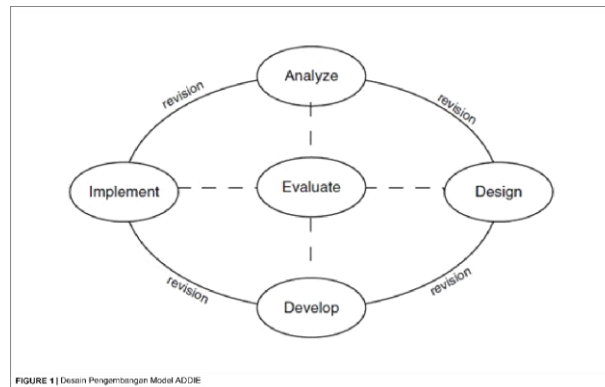 Analyze
revision
revision
Implement
Evaluate
Design
revision
revision
Develop
FIGURE 1 | Desain Pengembangan Model ADDIE